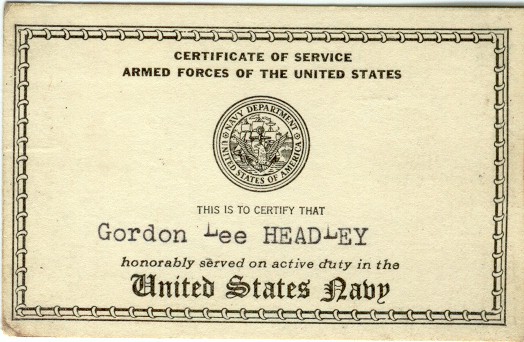 CERTIFICATE OF SERVICE
ARMED FORCES OF THE UNITED STATES
NAVY DEPARTMENT
UNITED STATES OF AMERICA
THIS IS TO CERTIFY THAT
Gordon Lee HEADLEY
honorably served on active duty in the
United States Navy